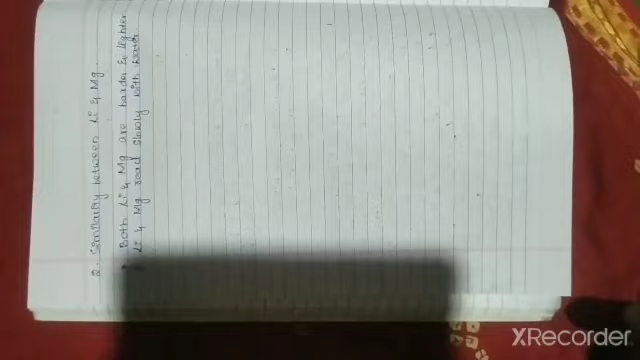 2. Similarity between Li & Mg.
Both Li & Mg are harder & lighter
Li & Mg react slowly with water
XRecorder